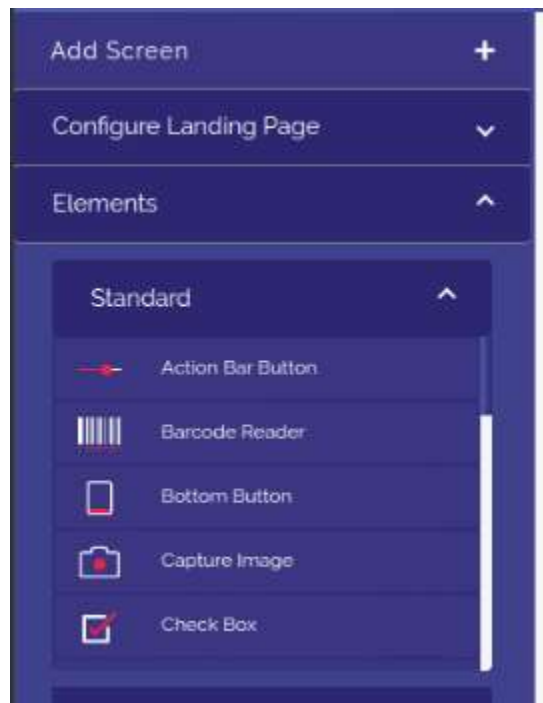 Add Screen
Configure Landing Page
Elements
Standard
Action Bar Button
Barcode Reader
Bottom Button
Capture Image
Check Box